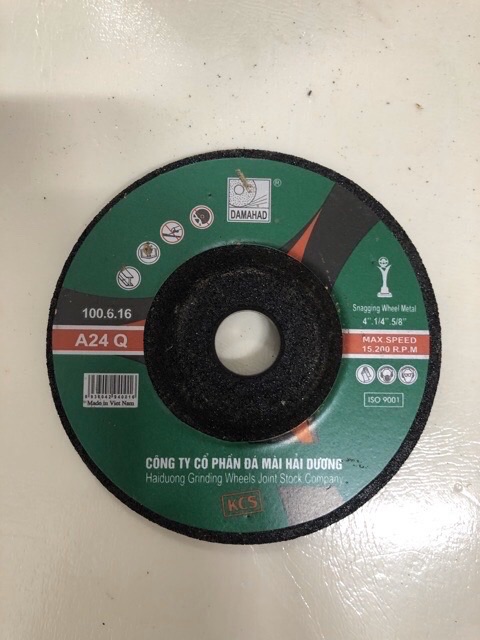 DAMAHAD
®
100.6.16
A24 Q
Made in Viet Nam
Snagging Wheel Metal
4".1/4".5/8"
MAX.SPEED
15.200 R.P.M
ISO 9001
CÔNG TY CỔ PHẦN ĐÁ MÀI HẢI DƯƠNG
Haiduong Grinding Wheels Joint Stock Company
KCS